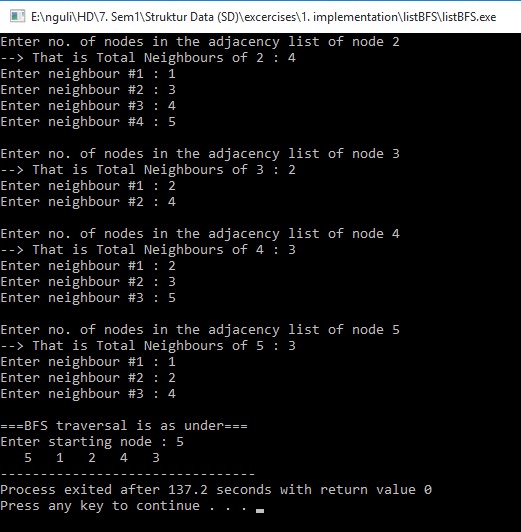 E:\nguli\HD\7. Sem1\Struktur Data (SD)\excercises\1. implementation\listBFS\listBFS.exe
Enter no. of nodes in the adjacency list of node 2
--> That is Total Neighbours of 2 : 4
Enter neighbour #1 : 1
Enter neighbour #2 : 3
Enter neighbour #3 : 4
Enter neighbour #4 : 5
Enter no. of nodes in the adjacency list of node 3
--> That is Total Neighbours of 3 : 2
Enter neighbour #1 : 2
Enter neighbour #2 : 4
Enter no. of nodes in the adjacency list of node 4
--> That is Total Neighbours of 4 : 3
Enter neighbour #1 : 2
Enter neighbour #2 : 3
Enter neighbour #3 : 5
Enter no. of nodes in the adjacency list of node 5
--> That is Total Neighbours of 5 : 3
Enter neighbour #1 : 1
Enter neighbour #2 : 2
Enter neighbour #3 : 4
===BFS traversal is as under===
Enter starting node : 5
5 1 2 4 3
--------------------------------
Process exited after 137.2 seconds with return value 0
Press any key to continue . . . _